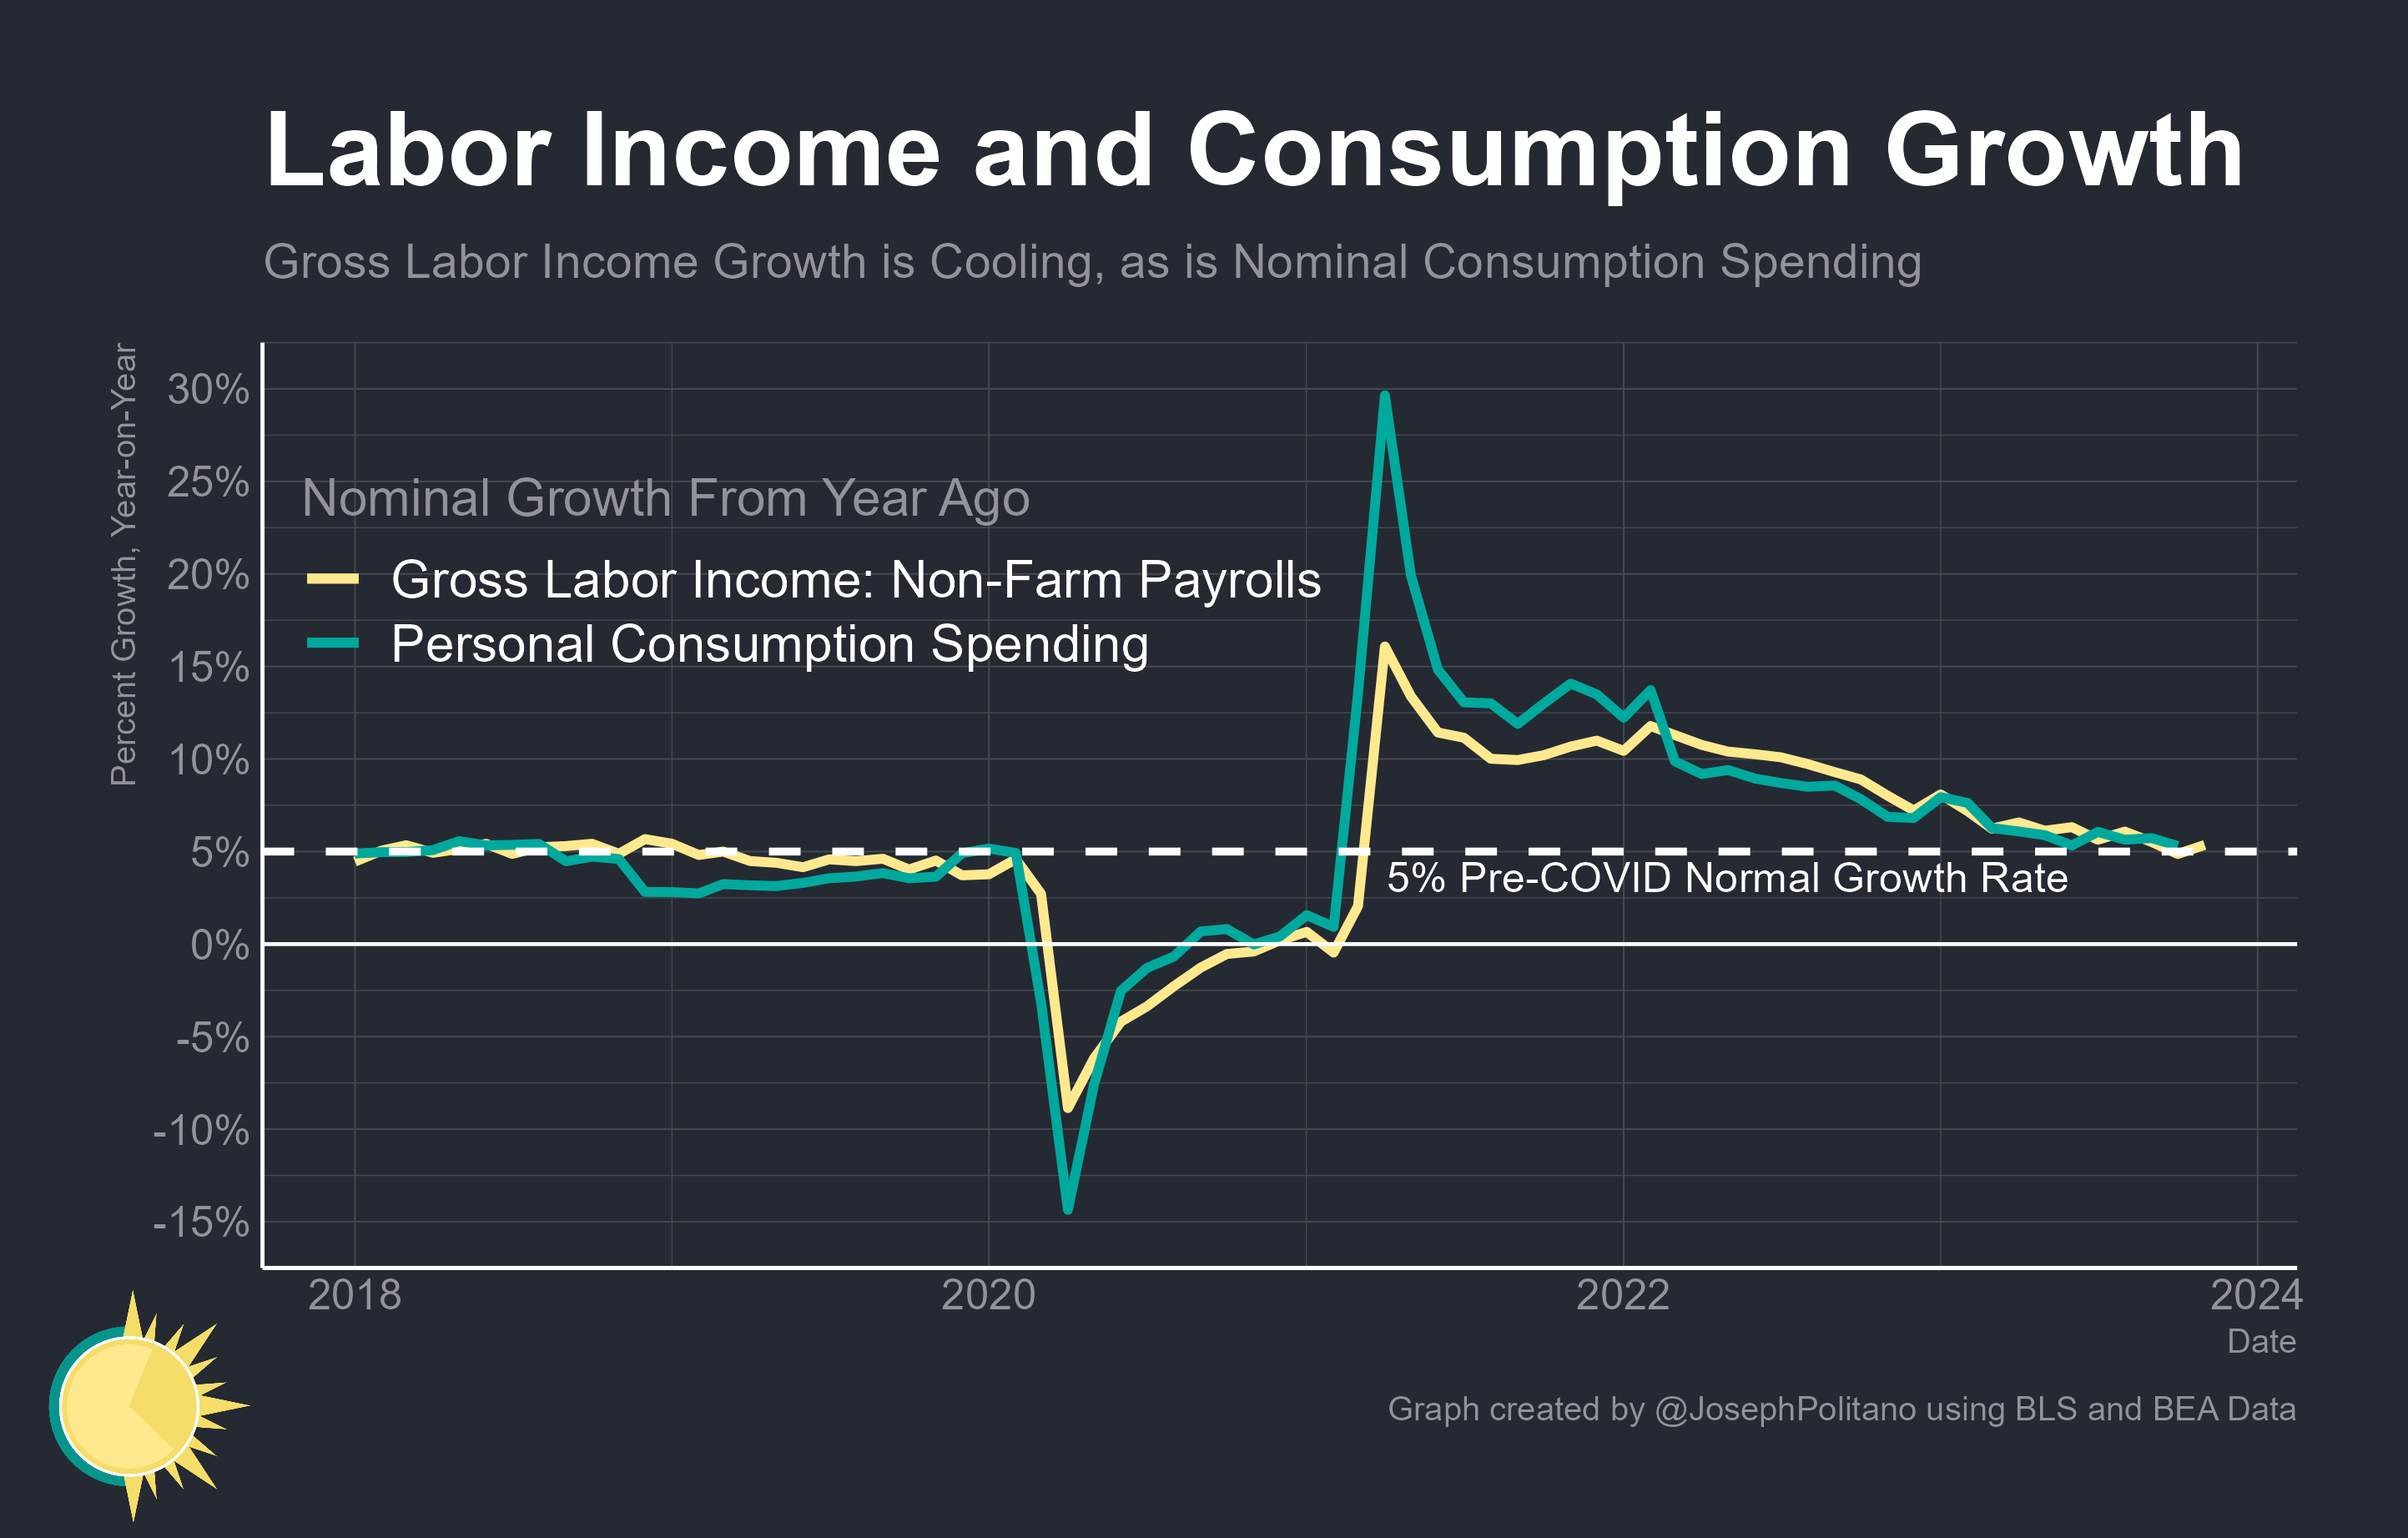 Labor Income and Consumption Growth
Gross Labor Income Growth is Cooling, as is Nominal Consumption Spending
Percent Growth, Year-on-Year
30%
25%
20%
15%
10%
5%
0%
-5%
-10%
-15%
Nominal Growth From Year Ago
Gross Labor Income: Non-Farm Payrolls
Personal Consumption Spending
5% Pre-COVID Normal Growth Rate
2018
2020
2022
2024
Date
Graph created by @JosephPolitano using BLS and BEA Data